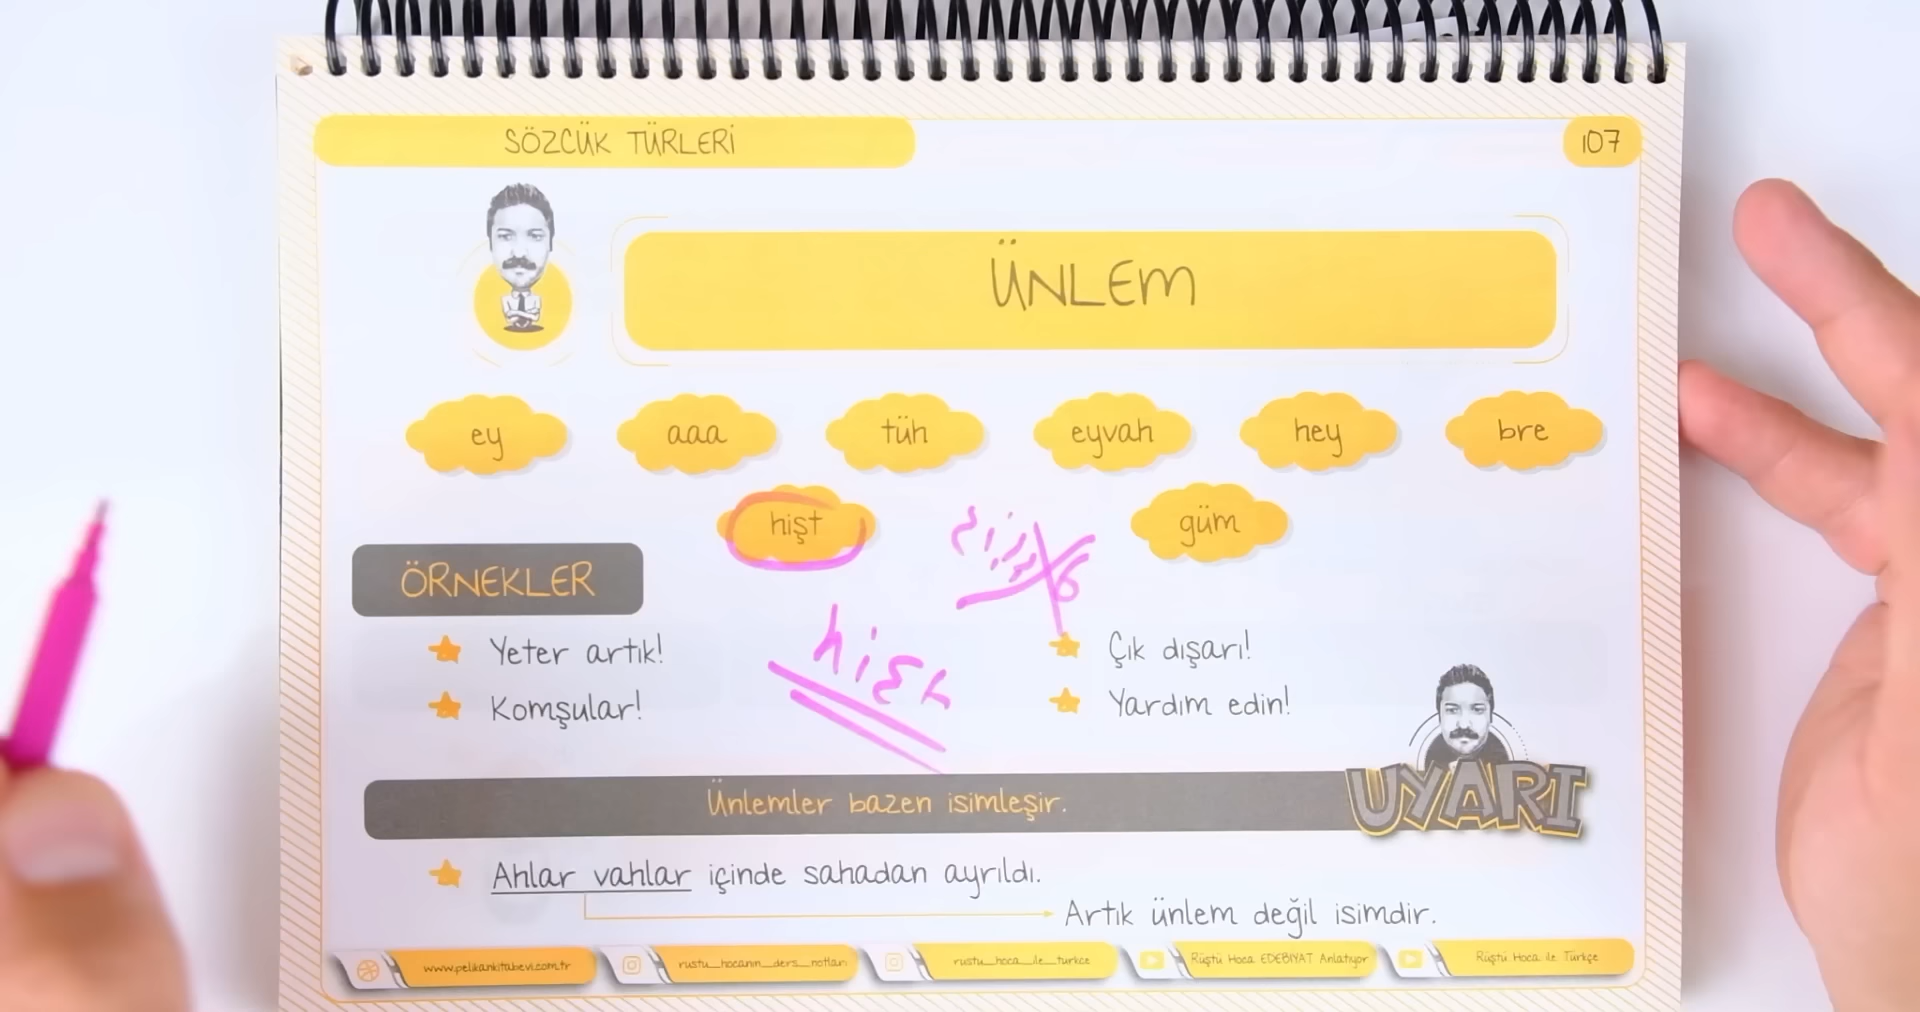 SÖZCÜK TÜRLERİ
107
ÜNLEM
ey aaa tüh eyvah hey bre
hişt güm
ÖRNEKLER
hişt
Yeter artık!
Çık dışarı!
Komşular!
Yardım edin!
Ünlemler bazen isimleşir.
UYARI
Ahlar vahlar içinde sahadan ayrıldı.
Artık ünlem değil isimdir.
www.pelikankitabevi.com.tr rustu_hocanın_ders_notları rustu_hoca_ile_turkce Rüştü Hoca EDEBİYAT Anlatıyor Rüştü Hoca ile Türkçe